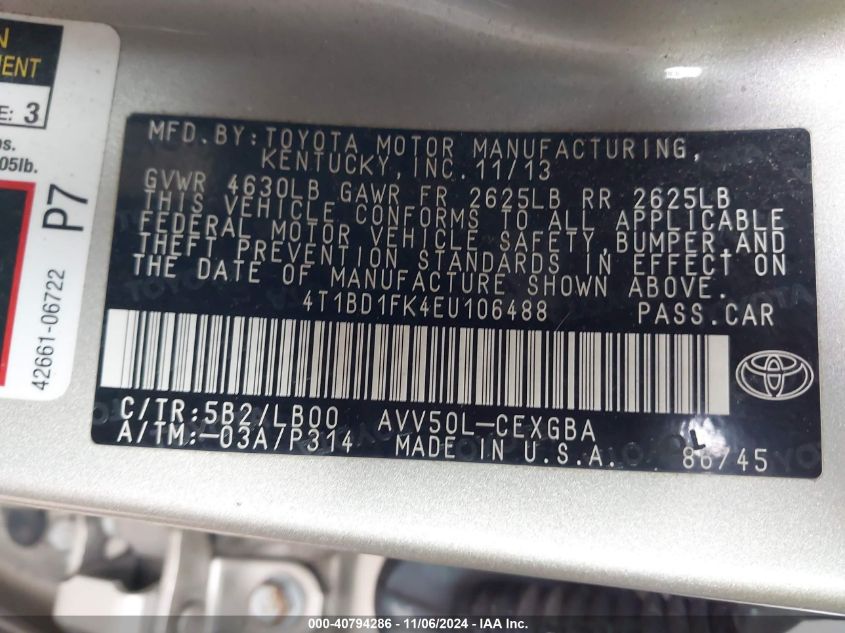 N
MENT
E: 3
s.
05lb.
P7
42661-06722
MFD. BY: TOYOTA MOTOR MANUFACTURING,
KENTUCKY, INC. 11/13
GVWR 4630LB GAWR FR 2625LB RR 2625LB
THIS VEHICLE CONFORMS TO ALL APPLICABLE
FEDERAL MOTOR VEHICLE SAFETY, BUMPER, AND
THEFT PREVENTION STANDARDS IN EFFECT ON
THE DATE OF MANUFACTURE SHOWN ABOVE.
4T1BD1FK4EU106488 PASS.CAR
C/TR:5B2/LB00 AVV50L-CEXGBA
A/TM:-03A/P314 MADE IN U.S.A. 86/45
000-40794286 - 11/06/2024 - IAA Inc.